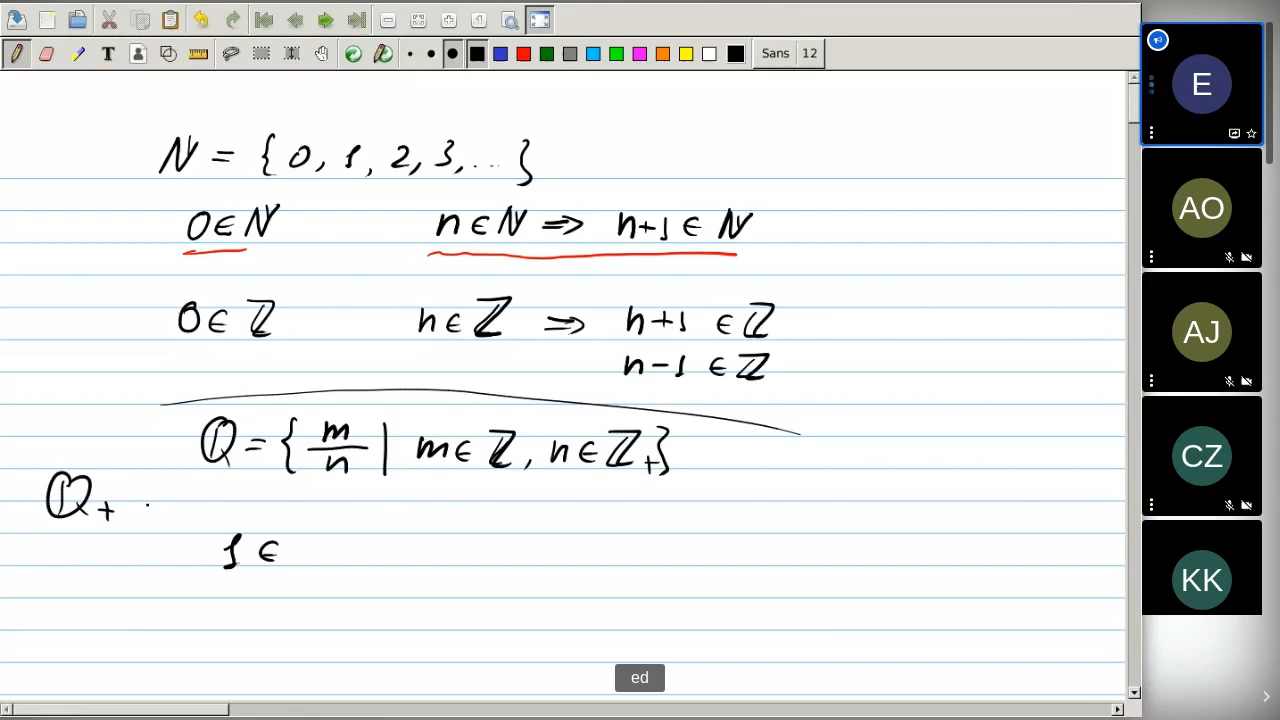 Sans 12
ℕ = { 0, 1, 2, 3, ... }
0 ∈ ℕ n ∈ ℕ ⇒ n+1 ∈ ℕ
0 ∈ ℤ n ∈ ℤ ⇒ n+1 ∈ ℤ
n-1 ∈ ℤ
ℚ = { m/n | m ∈ ℤ, n ∈ ℤ₊ }
ℚ₊ .
1 ∈
ed
E
AO
AJ
CZ
KK